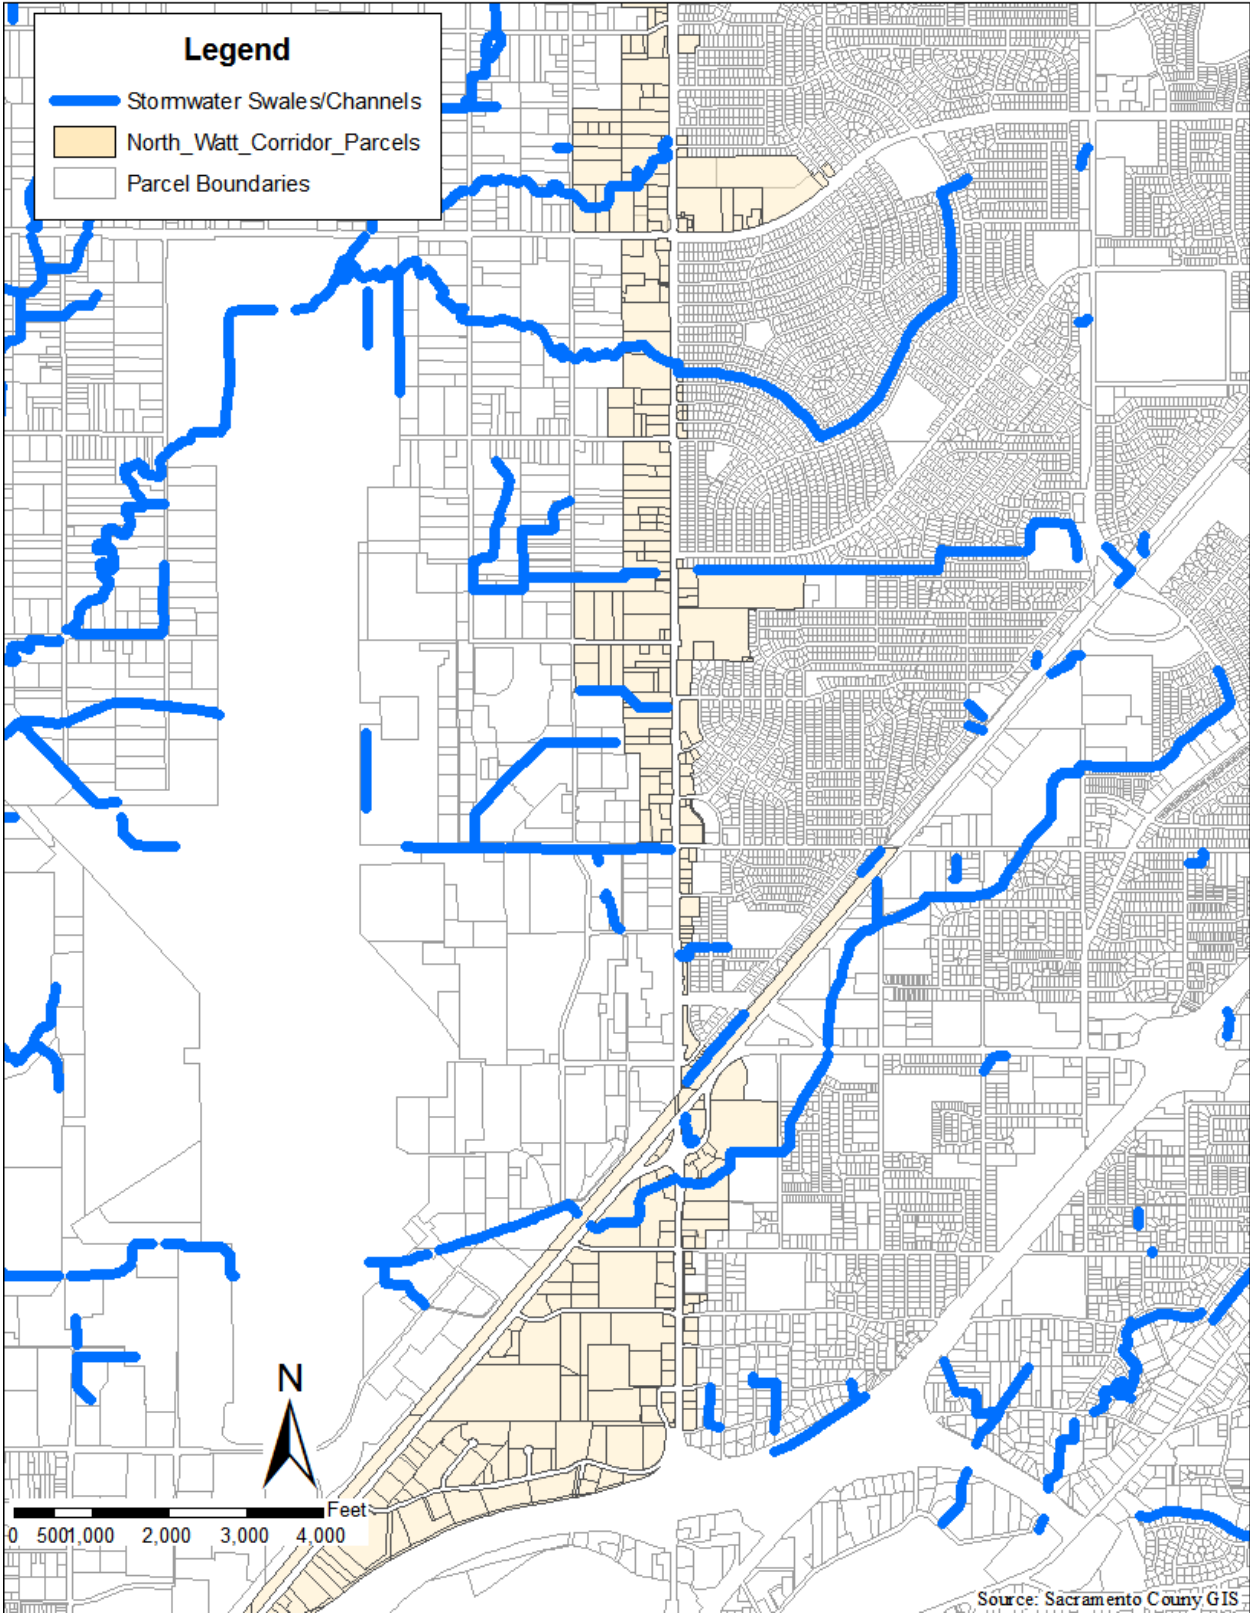 Legend
Stormwater Swales/Channels
North_Watt_Corridor_Parcels
Parcel Boundaries
N
Feet
0 500 1,000 2,000 3,000 4,000
Source: Sacramento Couny GIS